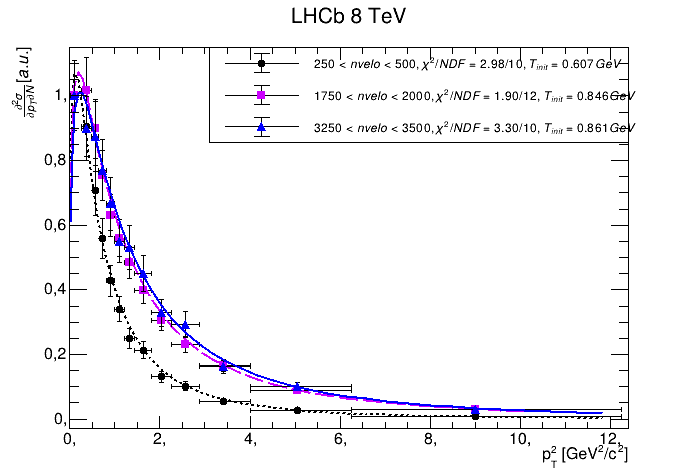 LHCb 8 TeV
∂²σ/∂p_T∂N [a.u.]
250 < nvelo < 500, χ²/NDF = 2.98/10, T_init = 0.607 GeV
1750 < nvelo < 2000, χ²/NDF = 1.90/12, T_init = 0.846 GeV
3250 < nvelo < 3500, χ²/NDF = 3.30/10, T_init = 0.861 GeV
1,
0,8
0,6
0,4
0,2
0,
0, 2, 4, 6, 8, 10, 12,
p_T² [GeV²/c²]